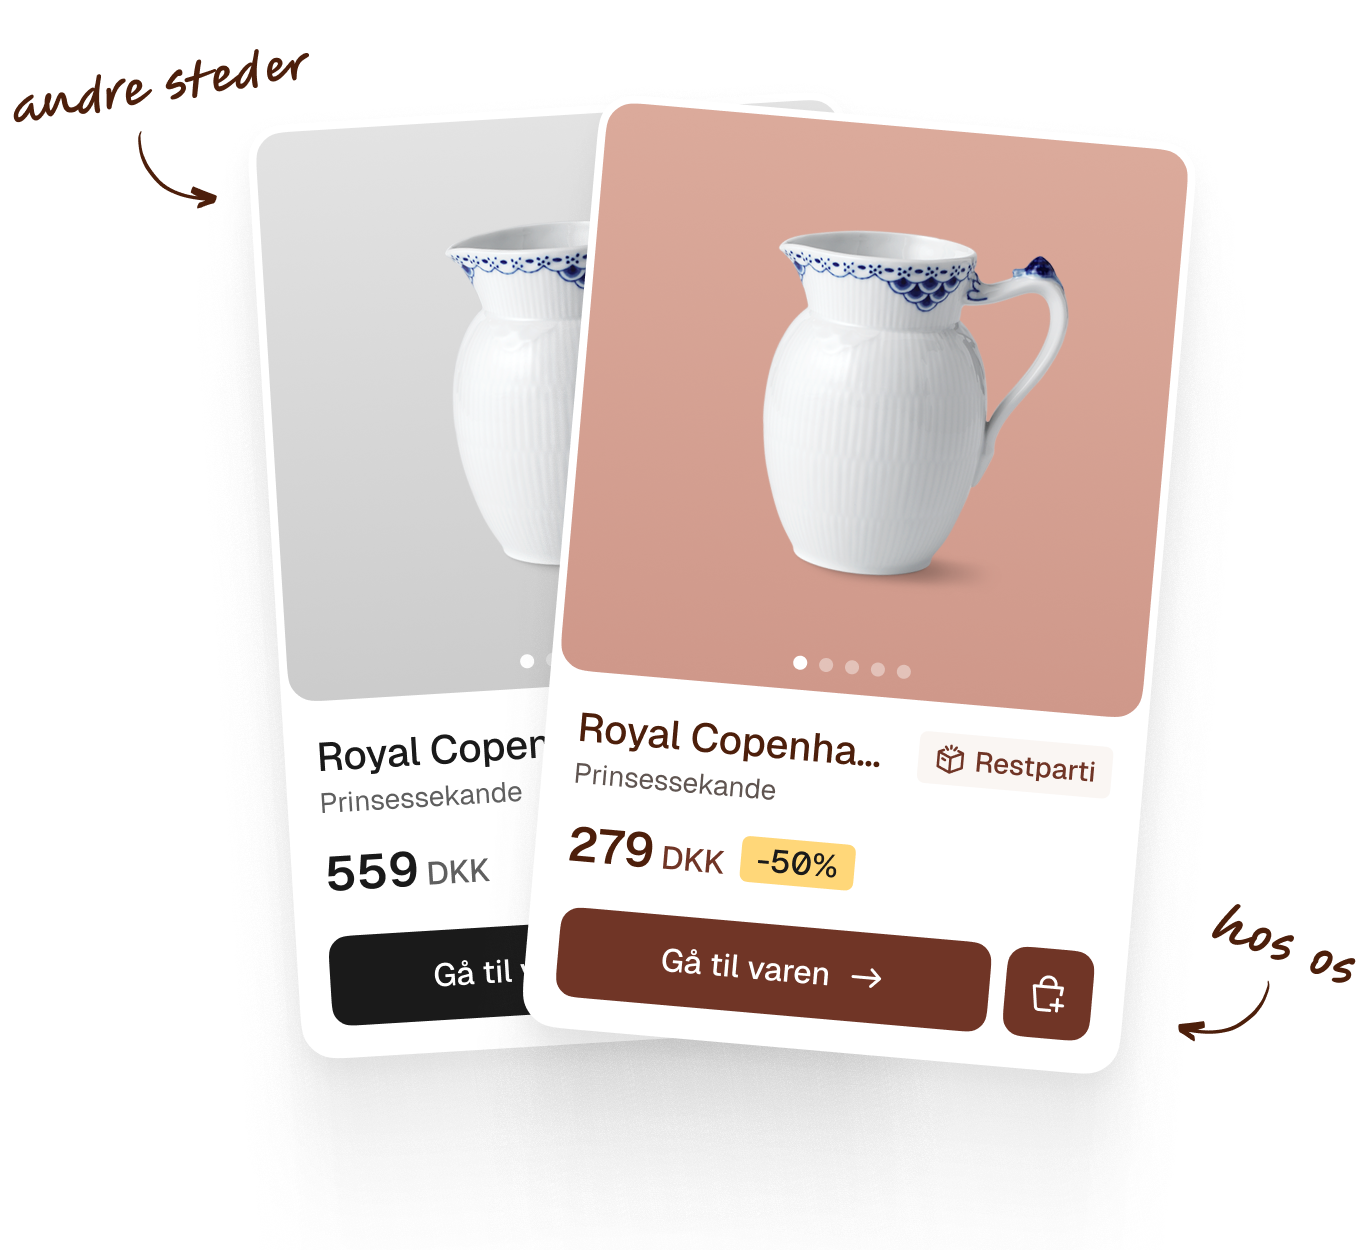 andre steder
Royal Copen
Prinsessekande
559 DKK
Gå til
Royal Copenha...
Restparti
Prinsessekande
279 DKK -50%
Gå til varen →
hos os